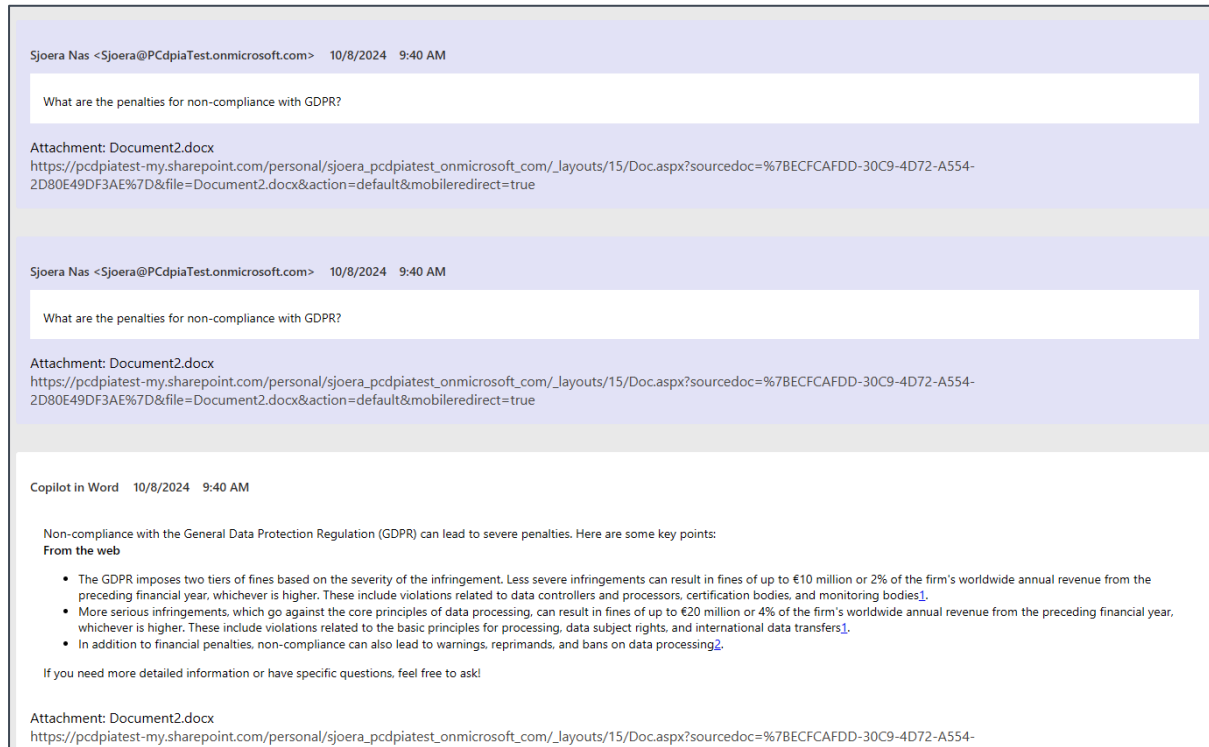 Sjoera Nas <Sjoera@PCdpiaTest.onmicrosoft.com> 10/8/2024 9:40 AM
What are the penalties for non-compliance with GDPR?
Attachment: Document2.docx
https://pcdpiatest-my.sharepoint.com/personal/sjoera_pcdpiatest_onmicrosoft_com/_layouts/15/Doc.aspx?sourcedoc=%7BECFCAFDD-30C9-4D72-A554-
2D80E49DF3AE%7D&file=Document2.docx&action=default&mobileredirect=true
Sjoera Nas <Sjoera@PCdpiaTest.onmicrosoft.com> 10/8/2024 9:40 AM
What are the penalties for non-compliance with GDPR?
Attachment: Document2.docx
https://pcdpiatest-my.sharepoint.com/personal/sjoera_pcdpiatest_onmicrosoft_com/_layouts/15/Doc.aspx?sourcedoc=%7BECFCAFDD-30C9-4D72-A554-
2D80E49DF3AE%7D&file=Document2.docx&action=default&mobileredirect=true
Copilot in Word 10/8/2024 9:40 AM
Non-compliance with the General Data Protection Regulation (GDPR) can lead to severe penalties. Here are some key points:
From the web
• The GDPR imposes two tiers of fines based on the severity of the infringement. Less severe infringements can result in fines of up to €10 million or 2% of the firm's worldwide annual revenue from the
preceding financial year, whichever is higher. These include violations related to data controllers and processors, certification bodies, and monitoring bodies1.
• More serious infringements, which go against the core principles of data processing, can result in fines of up to €20 million or 4% of the firm's worldwide annual revenue from the preceding financial year,
whichever is higher. These include violations related to the basic principles for processing, data subject rights, and international data transfers1.
• In addition to financial penalties, non-compliance can also lead to warnings, reprimands, and bans on data processing2.
If you need more detailed information or have specific questions, feel free to ask!
Attachment: Document2.docx
https://pcdpiatest-my.sharepoint.com/personal/sjoera_pcdpiatest_onmicrosoft_com/_layouts/15/Doc.aspx?sourcedoc=%7BECFCAFDD-30C9-4D72-A554-